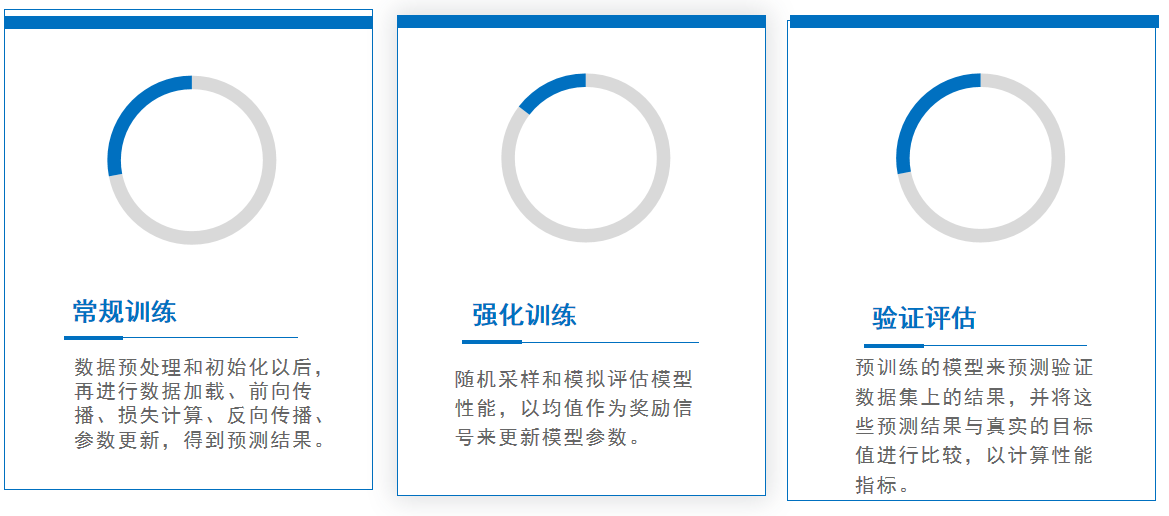 常规训练
数据预处理和初始化以后，
再进行数据加载、前向传
播、损失计算、反向传播、
参数更新，得到预测结果。
强化训练
随机采样和模拟评估模型
性能，以均值作为奖励信
号来更新模型参数。
验证评估
预训练的模型来预测验证
数据集上的结果，并将这
些预测结果与真实的目标
值进行比较，以计算性能
指标。